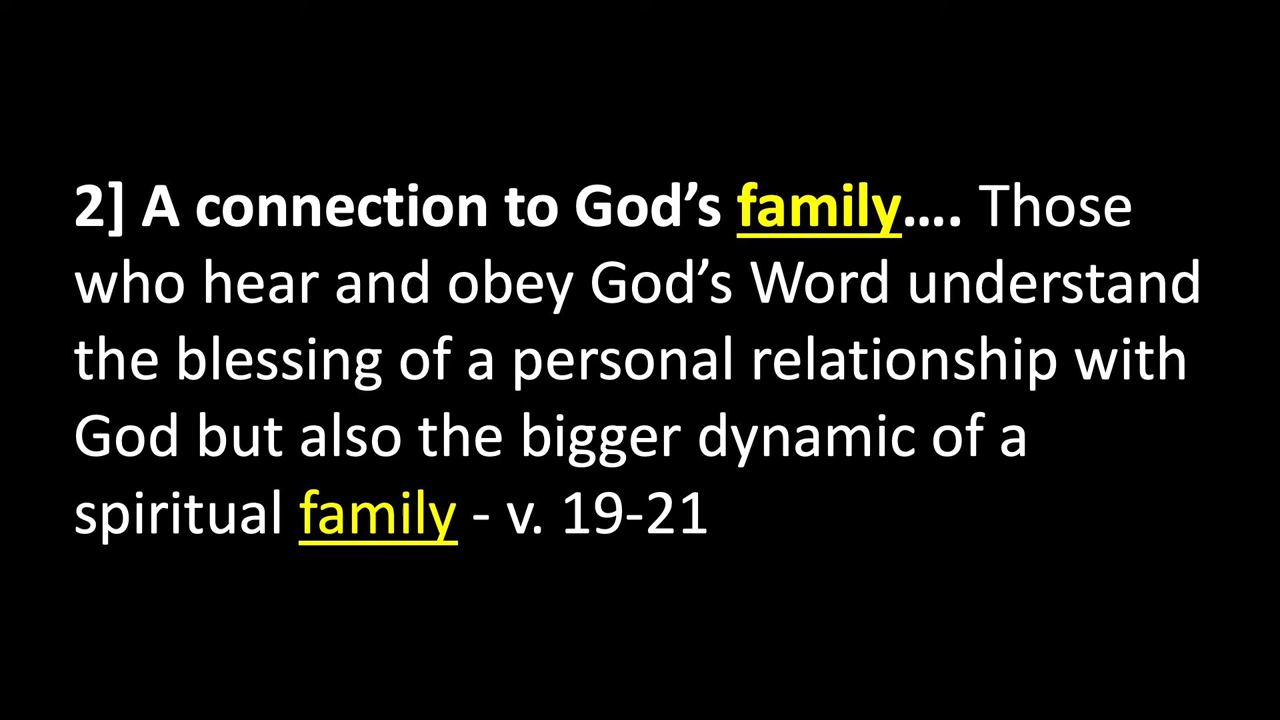 2] A connection to God’s family…. Those
who hear and obey God’s Word understand
the blessing of a personal relationship with
God but also the bigger dynamic of a
spiritual family - v. 19-21